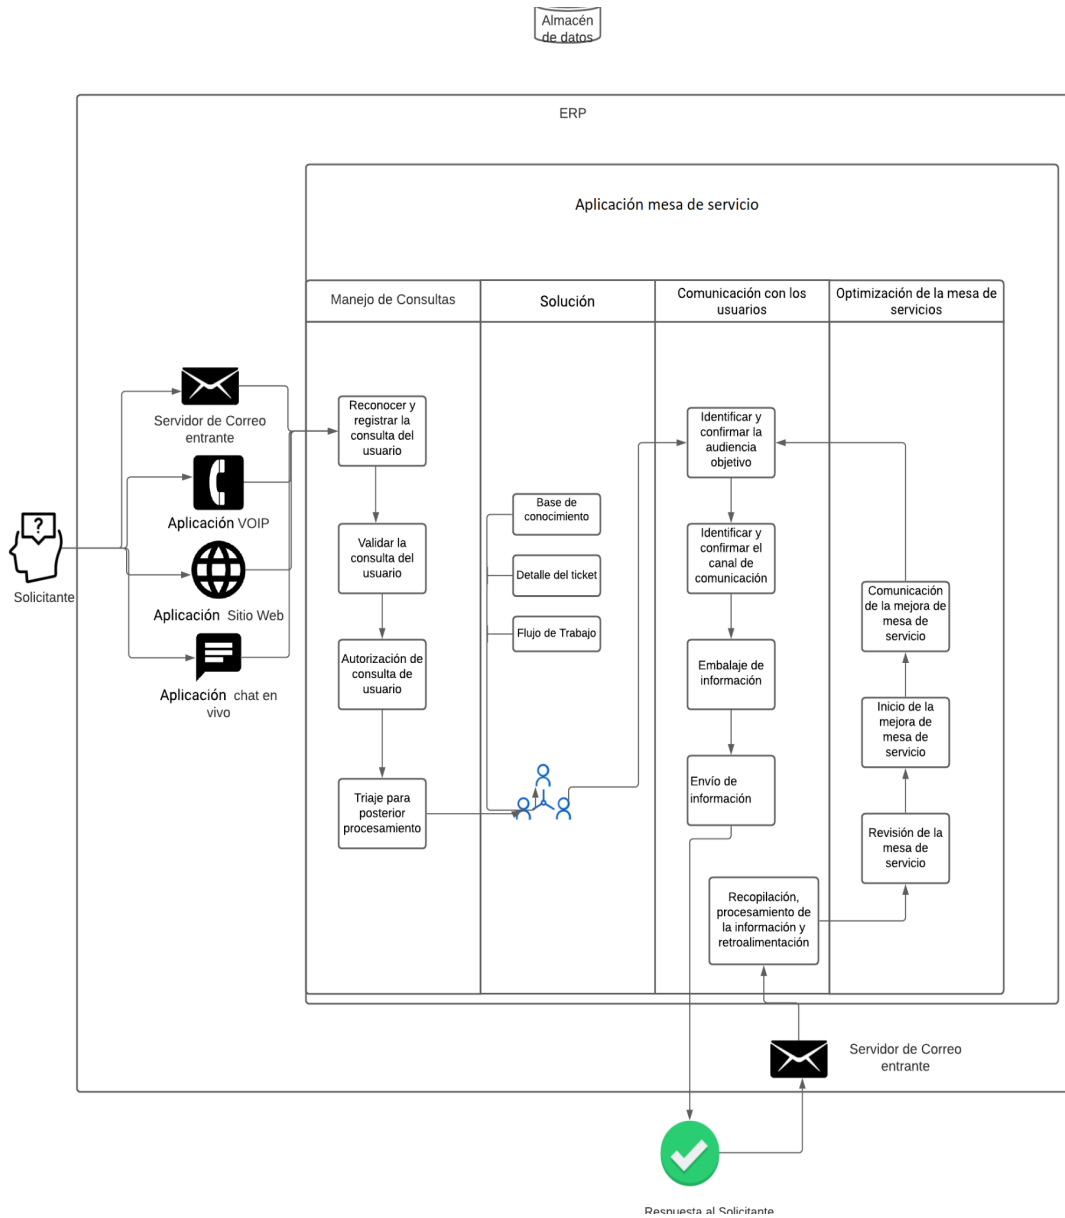 Almacén
de datos
ERP
Aplicación mesa de servicio
Manejo de Consultas
Solución
Comunicación con los
usuarios
Optimización de la mesa de
servicios
Solicitante
Servidor de Correo
entrante
Aplicación VOIP
Aplicación Sitio Web
Aplicación chat en
vivo
Reconocer y
registrar la
consulta del
usuario
Validar la
consulta del
usuario
Autorización de
consulta de
usuario
Triaje para
posterior
procesamiento
Base de
conocimiento
Detalle del ticket
Flujo de Trabajo
Identificar y
confirmar la
audiencia
objetivo
Identificar y
confirmar el
canal de
comunicación
Embalaje de
información
Envío de
información
Recopilación,
procesamiento de
la información y
retroalimentación
Comunicación
de la mejora de
mesa de
servicio
Inicio de la
mejora de
mesa de
servicio
Revisión de la
mesa de
servicio
Servidor de Correo
entrante
Respuesta al Solicitante